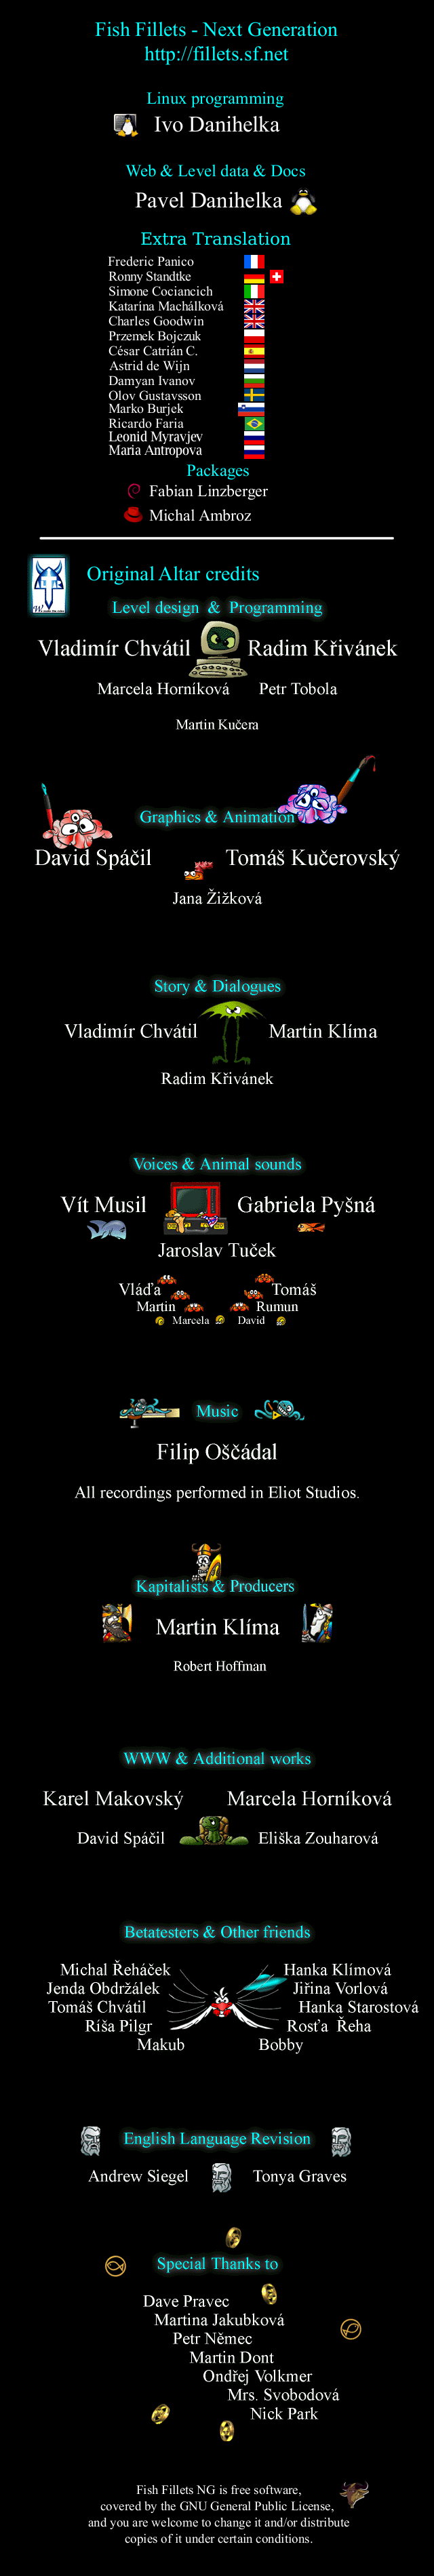 Fish Fillets - Next Generation
http://fillets.sf.net
Linux programming
Ivo Danihelka
Web & Level data & Docs
Pavel Danihelka
Extra Translation
Frederic Panico
Ronny Standtke
Simone Cociancich
Katarína Machálková
Charles Goodwin
Przemek Bojczuk
César Catrián C.
Astrid de Wijn
Damyan Ivanov
Olov Gustavsson
Marko Burjek
Ricardo Faria
Leonid Myravjev
Maria Antropova
Packages
Fabian Linzberger
Michal Ambroz
Original Altar credits
Level design & Programming
Vladimír Chvátil Radim Křivánek
Marcela Horníková Petr Tobola
Martin Kučera
Graphics & Animation
David Spáčil Tomáš Kučerovský
Jana Žižková
Story & Dialogues
Vladimír Chvátil Martin Klíma
Radim Křivánek
Voices & Animal sounds
Vít Musil Gabriela Pyšná
Jaroslav Tuček
Vláďa Tomáš
Martin Rumun
Marcela David
Music
Filip Oščádal
All recordings performed in Eliot Studios.
Kapitalists & Producers
Martin Klíma
Robert Hoffman
WWW & Additional works
Karel Makovský Marcela Horníková
David Spáčil Eliška Zouharová
Betatesters & Other friends
Michal Řeháček Hanka Klímová
Jenda Obdržálek Jiřina Vorlová
Tomáš Chvátil Hanka Starostová
Ríša Pilgr Rosťa Řeha
Makub Bobby
English Language Revision
Andrew Siegel Tonya Graves
Special Thanks to
Dave Pravec
Martina Jakubková
Petr Němec
Martin Dont
Ondřej Volkmer
Mrs. Svobodová
Nick Park
Fish Fillets NG is free software,
covered by the GNU General Public License,
and you are welcome to change it and/or distribute
copies of it under certain conditions.